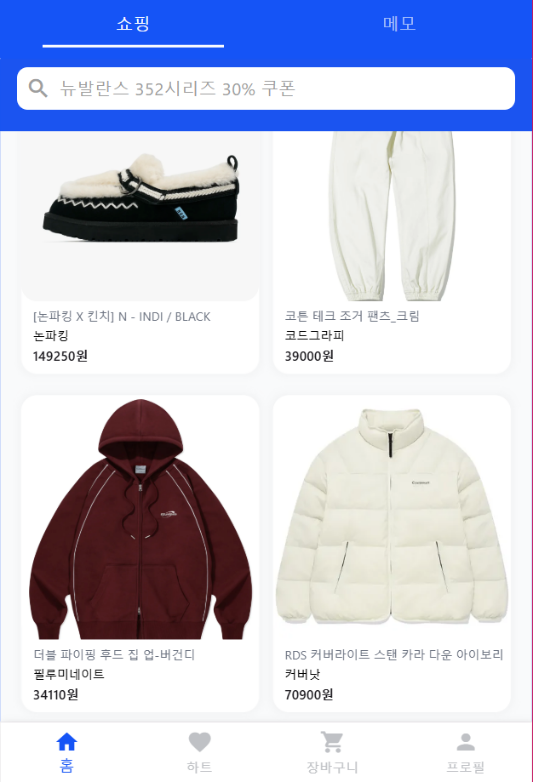 쇼핑
메모
뉴발란스 352시리즈 30% 쿠폰
[논파킹 X 킨치] N - INDI / BLACK
논파킹
149250원
코튼 테크 조거 팬츠_크림
코드그라피
39000원
더블 파이핑 후드 집 업-버건디
필루미네이트
34110원
RDS 커버라이트 스탠 카라 다운 아이보리
커버낫
70900원
홈
하트
장바구니
프로필